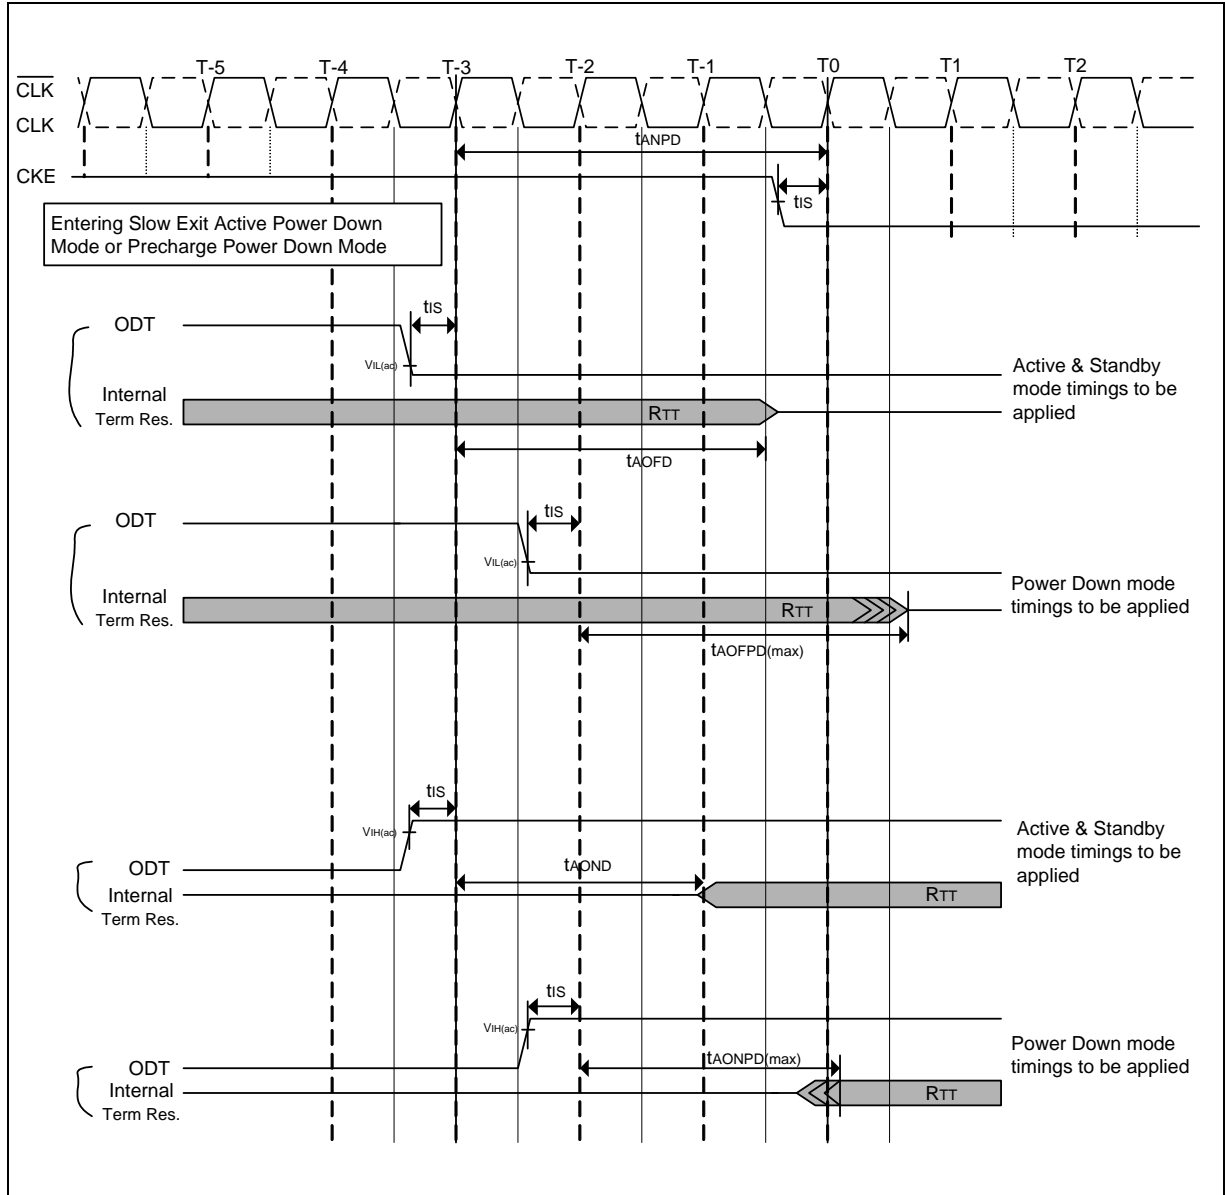 T-5 T-4 T-3 T-2 T-1 T0 T1 T2
CLK
CLK
tANPD
CKE
tIS
Entering Slow Exit Active Power Down
Mode or Precharge Power Down Mode
tIS
ODT
VIL(ac)
Active & Standby
mode timings to be
applied
Internal
Term Res.
RTT
tAOFD
tIS
ODT
VIL(ac)
Power Down mode
timings to be applied
Internal
Term Res.
RTT
tAOFPD(max)
tIS
VIH(ac)
Active & Standby
mode timings to be
applied
ODT
tAOND
Internal
Term Res.
RTT
tIS
VIH(ac)
Power Down mode
timings to be applied
ODT
tAONPD(max)
Internal
Term Res.
RTT